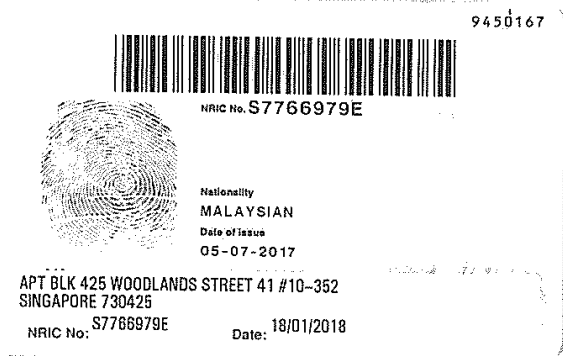 9450167
NRIC No. S7766979E
Nationality
MALAYSIAN
Date of issue
05-07-2017
APT BLK 425 WOODLANDS STREET 41 #10-352
SINGAPORE 730425
NRIC No: S7766979E Date: 18/01/2018